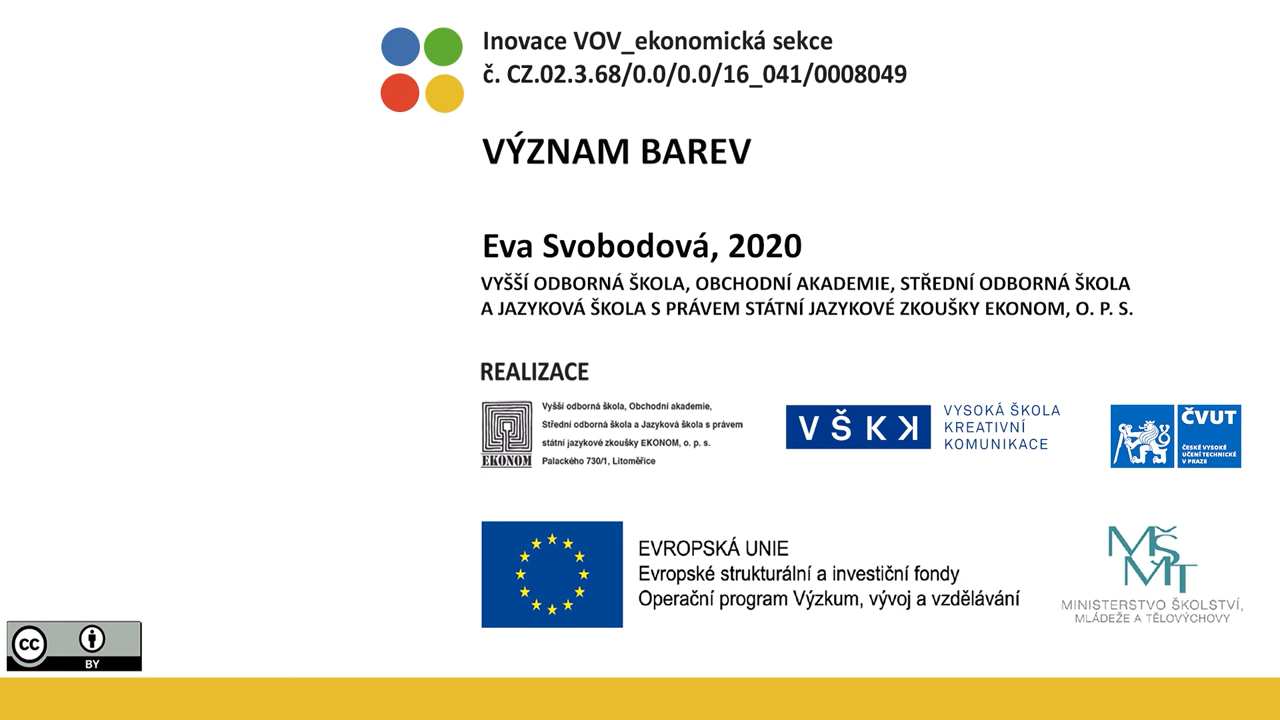 Inovace VOV_ekonomická sekce
č. CZ.02.3.68/0.0/0.0/16_041/0008049
VÝZNAM BAREV
Eva Svobodová, 2020
VYŠŠÍ ODBORNÁ ŠKOLA, OBCHODNÍ AKADEMIE, STŘEDNÍ ODBORNÁ ŠKOLA
A JAZYKOVÁ ŠKOLA S PRÁVEM STÁTNÍ JAZYKOVÉ ZKOUŠKY EKONOM, O. P. S.
REALIZACE
EKONOM
Vyšší odborná škola, Obchodní akademie,
Střední odborná škola a Jazyková škola s právem
státní jazykové zkoušky EKONOM, o. p. s.
Palackého 730/1, Litoměřice
VŠKK
VYSOKÁ ŠKOLA
KREATIVNÍ
KOMUNIKACE
ČVUT
ČESKÉ VYSOKÉ
UČENÍ TECHNICKÉ
V PRAZE
EVROPSKÁ UNIE
Evropské strukturální a investiční fondy
Operační program Výzkum, vývoj a vzdělávání
MŠMT
MINISTERSTVO ŠKOLSTVÍ,
MLÁDEŽE A TĚLOVÝCHOVY
cc
BY